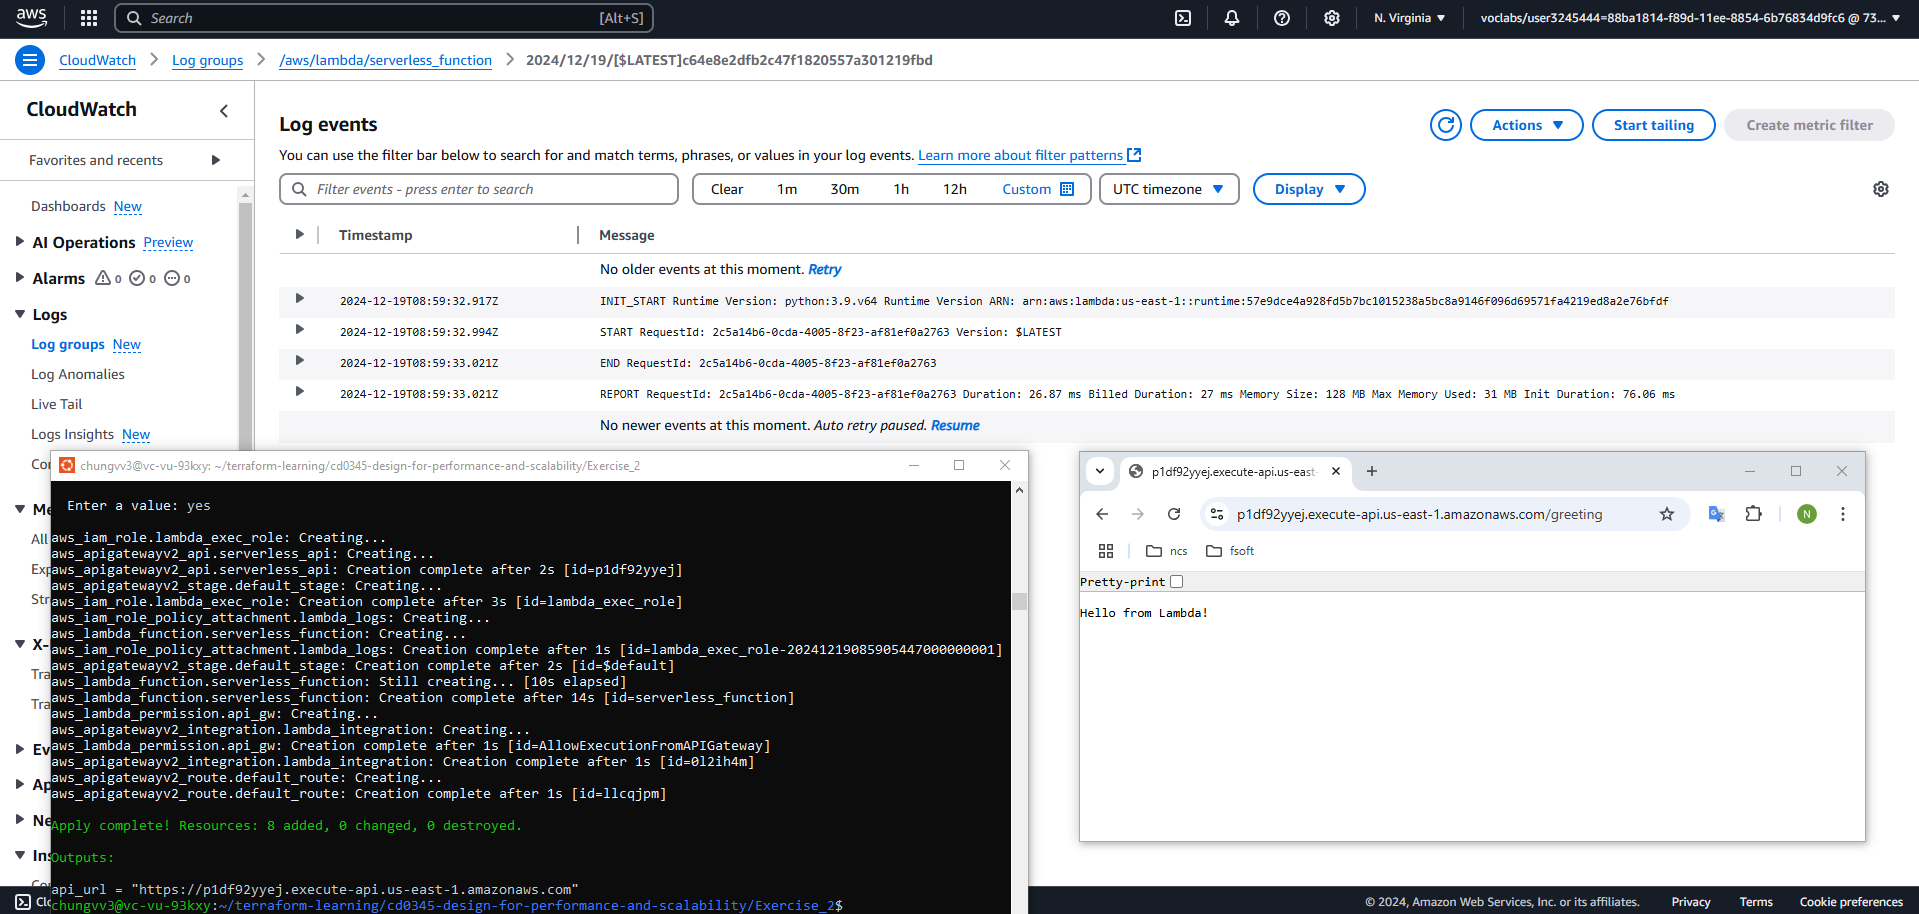 aws
Search [Alt+S]
N. Virginia
voclabs/user3245444=88ba1814-f89d-11ee-8854-6b76834d9fc6 @ 73...
CloudWatch
Log groups
/aws/lambda/serverless_function
2024/12/19/[$LATEST]c64e8e2dfb2c47f1820557a301219fbd
CloudWatch
Favorites and recents
Dashboards New
AI Operations Preview
Alarms 0 0 0
Logs
Log groups New
Log Anomalies
Live Tail
Logs Insights New
Log events
Actions
Start tailing
Create metric filter
You can use the filter bar below to search for and match terms, phrases, or values in your log events. Learn more about filter patterns
Filter events - press enter to search
Clear 1m 30m 1h 12h Custom
UTC timezone
Display
Timestamp Message
No older events at this moment. Retry
2024-12-19T08:59:32.917Z INIT_START Runtime Version: python:3.9.v64 Runtime Version ARN: arn:aws:lambda:us-east-1::runtime:57e9dce4a928fd5b7bc1015238a5bc8a9146f096d69571fa4219ed8a2e76bfdf
2024-12-19T08:59:32.994Z START RequestId: 2c5a14b6-0cda-4005-8f23-af81ef0a2763 Version: $LATEST
2024-12-19T08:59:33.021Z END RequestId: 2c5a14b6-0cda-4005-8f23-af81ef0a2763
2024-12-19T08:59:33.021Z REPORT RequestId: 2c5a14b6-0cda-4005-8f23-af81ef0a2763 Duration: 26.87 ms Billed Duration: 27 ms Memory Size: 128 MB Max Memory Used: 31 MB Init Duration: 76.06 ms
No newer events at this moment. Auto retry paused. Resume
chungvv3@vc-vu-93kxy: ~/terraform-learning/cd0345-design-for-performance-and-scalability/Exercise_2
Enter a value: yes
aws_iam_role.lambda_exec_role: Creating...
aws_apigatewayv2_api.serverless_api: Creating...
aws_apigatewayv2_api.serverless_api: Creation complete after 2s [id=p1df92yyej]
aws_apigatewayv2_stage.default_stage: Creating...
aws_iam_role.lambda_exec_role: Creation complete after 3s [id=lambda_exec_role]
aws_iam_role_policy_attachment.lambda_logs: Creating...
aws_lambda_function.serverless_function: Creating...
aws_iam_role_policy_attachment.lambda_logs: Creation complete after 1s [id=lambda_exec_role-20241219085905447000000001]
aws_apigatewayv2_stage.default_stage: Creation complete after 2s [id=$default]
aws_lambda_function.serverless_function: Still creating... [10s elapsed]
aws_lambda_function.serverless_function: Creation complete after 14s [id=serverless_function]
aws_lambda_permission.api_gw: Creating...
aws_apigatewayv2_integration.lambda_integration: Creating...
aws_lambda_permission.api_gw: Creation complete after 1s [id=AllowExecutionFromAPIGateway]
aws_apigatewayv2_integration.lambda_integration: Creation complete after 1s [id=0l2ih4m]
aws_apigatewayv2_route.default_route: Creating...
aws_apigatewayv2_route.default_route: Creation complete after 1s [id=llcqjpm]
Apply complete! Resources: 8 added, 0 changed, 0 destroyed.
Outputs:
api_url = "https://p1df92yyej.execute-api.us-east-1.amazonaws.com"
chungvv3@vc-vu-93kxy:~/terraform-learning/cd0345-design-for-performance-and-scalability/Exercise_2$
p1df92yyej.execute-api.us-east-
p1df92yyej.execute-api.us-east-1.amazonaws.com/greeting
N
ncs fsoft
Pretty-print
Hello from Lambda!
© 2024, Amazon Web Services, Inc. or its affiliates. Privacy Terms Cookie preferences